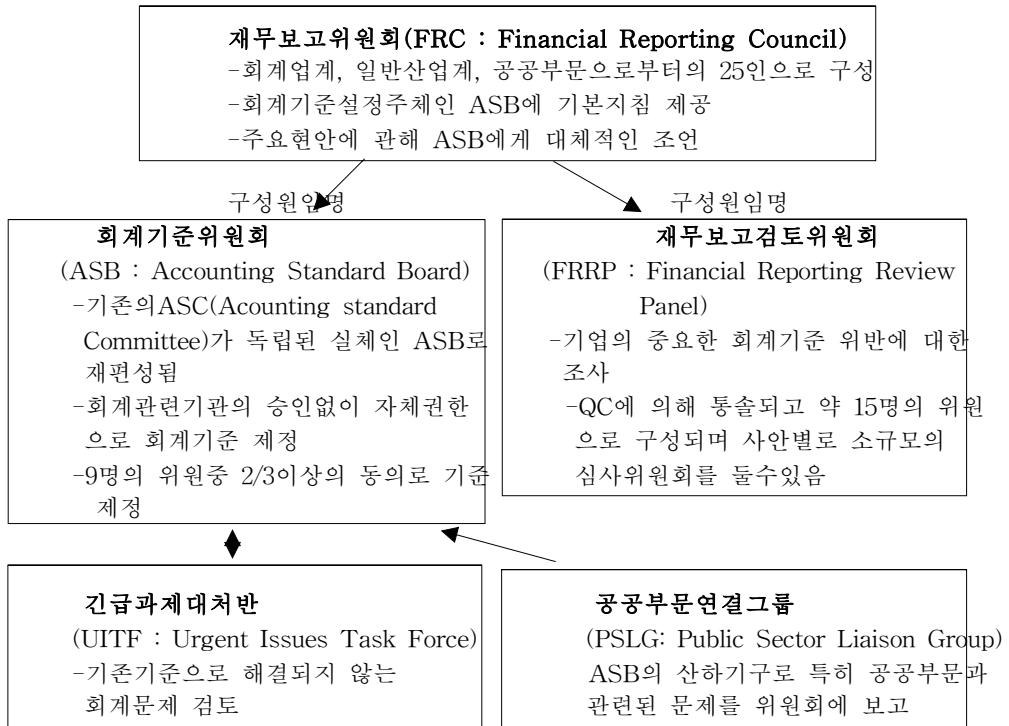 재무보고위원회(FRC : Financial Reporting Council)
-회계업계, 일반산업계, 공공부문으로부터의 25인으로 구성
-회계기준설정주체인 ASB에 기본지침 제공
-주요현안에 관해 ASB에게 대체적인 조언
구성원임명
구성원임명
회계기준위원회
(ASB : Accounting Standard Board)
-기존의ASC(Acounting standard
Committee)가 독립된 실체인 ASB로
재편성됨
-회계관련기관의 승인없이 자체권한
으로 회계기준 제정
-9명의 위원중 2/3이상의 동의로 기준
제정
재무보고검토위원회
(FRRP : Financial Reporting Review
Panel)
-기업의 중요한 회계기준 위반에 대한
조사
-QC에 의해 통솔되고 약 15명의 위원
으로 구성되며 사안별로 소규모의
심사위원회를 둘수있음
긴급과제대처반
(UITF : Urgent Issues Task Force)
-기존기준으로 해결되지 않는
회계문제 검토
공공부문연결그룹
(PSLG: Public Sector Liaison Group)
ASB의 산하기구로 특히 공공부문과
관련된 문제를 위원회에 보고